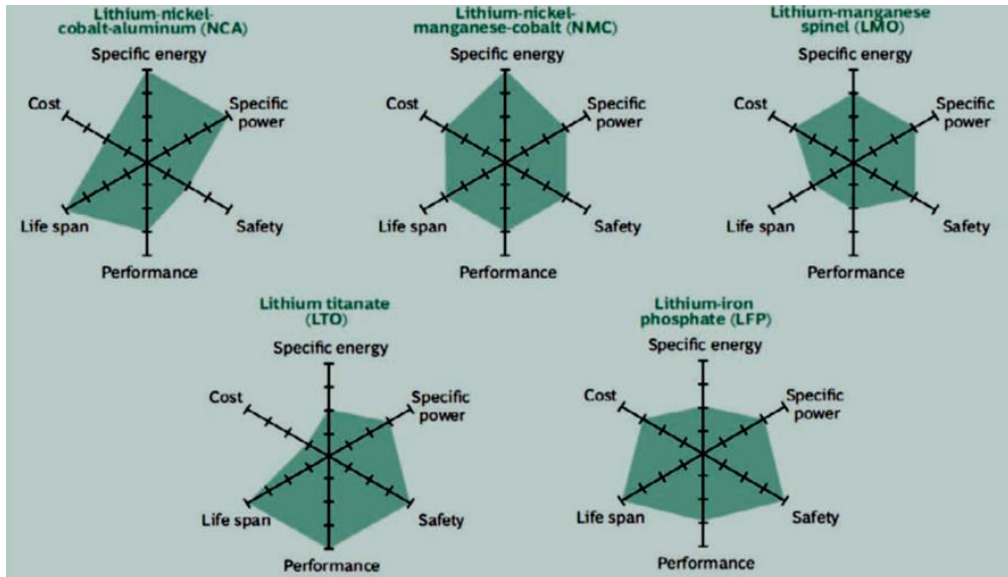 Lithium-nickel-
cobalt-aluminum (NCA)
Specific energy
Cost
Specific
power
Life span
Safety
Performance
Lithium-nickel-
manganese-cobalt (NMC)
Specific energy
Cost
Specific
power
Life span
Safety
Performance
Lithium-manganese
spinel (LMO)
Specific energy
Cost
Specific
power
Life span
Safety
Performance
Lithium titanate
(LTO)
Specific energy
Cost
Specific
power
Life span
Safety
Performance
Lithium-iron
phosphate (LFP)
Specific energy
Cost
Specific
power
Life span
Safety
Performance